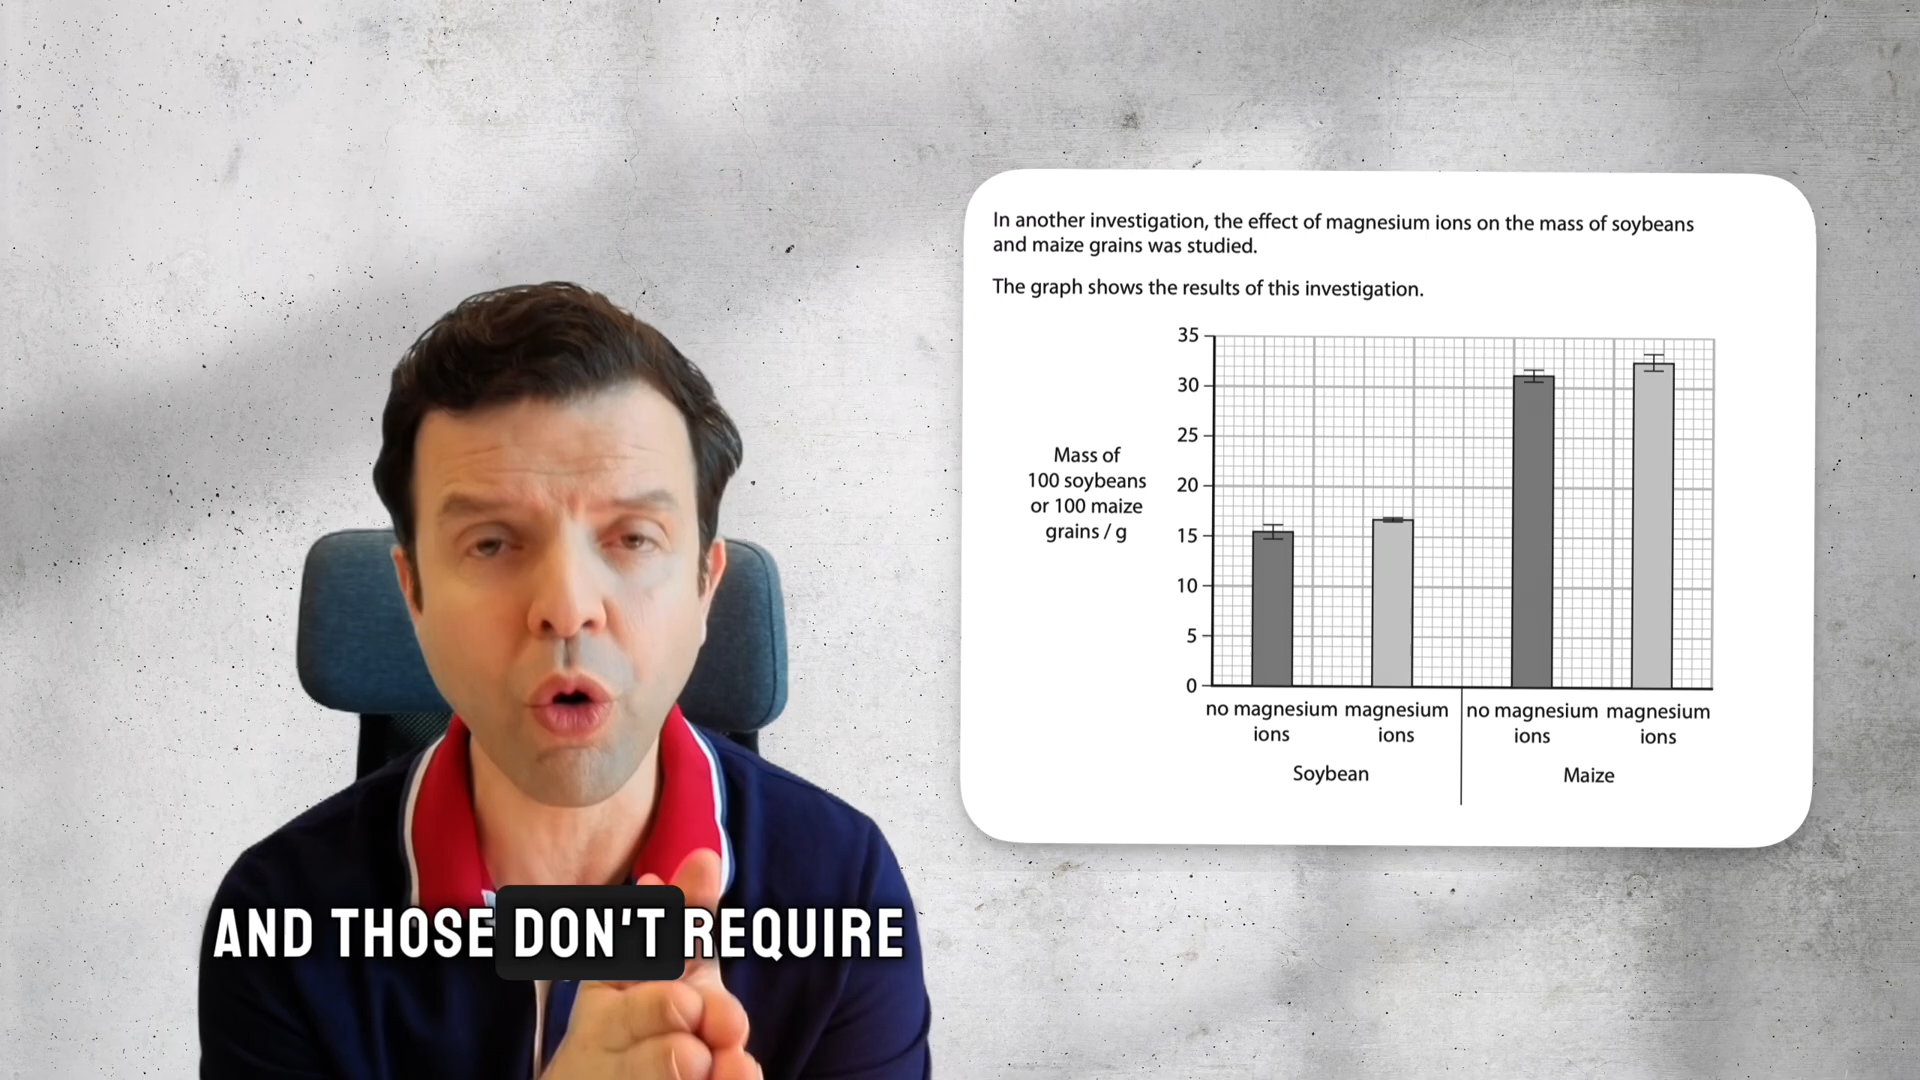 In another investigation, the effect of magnesium ions on the mass of soybeans
and maize grains was studied.
The graph shows the results of this investigation.
35
30
25
20
15
10
5
0
Mass of
100 soybeans
or 100 maize
grains / g
no magnesium
ions
magnesium
ions
no magnesium
ions
magnesium
ions
Soybean
Maize
AND THOSE DON'T REQUIRE